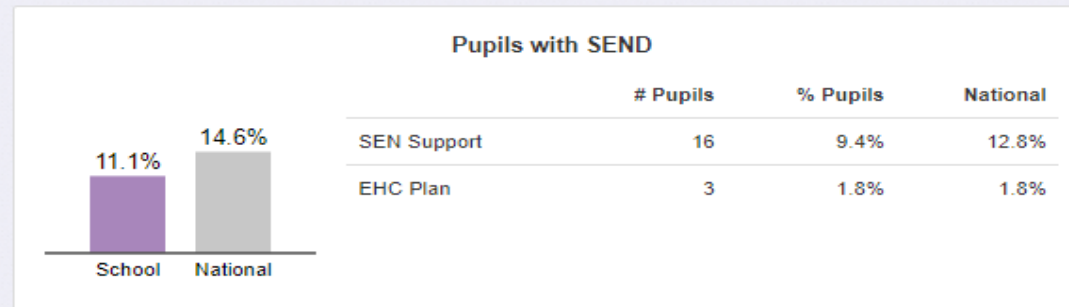 Pupils with SEND
# Pupils % Pupils National
SEN Support 16 9.4% 12.8%
EHC Plan 3 1.8% 1.8%
14.6%
11.1%
School National